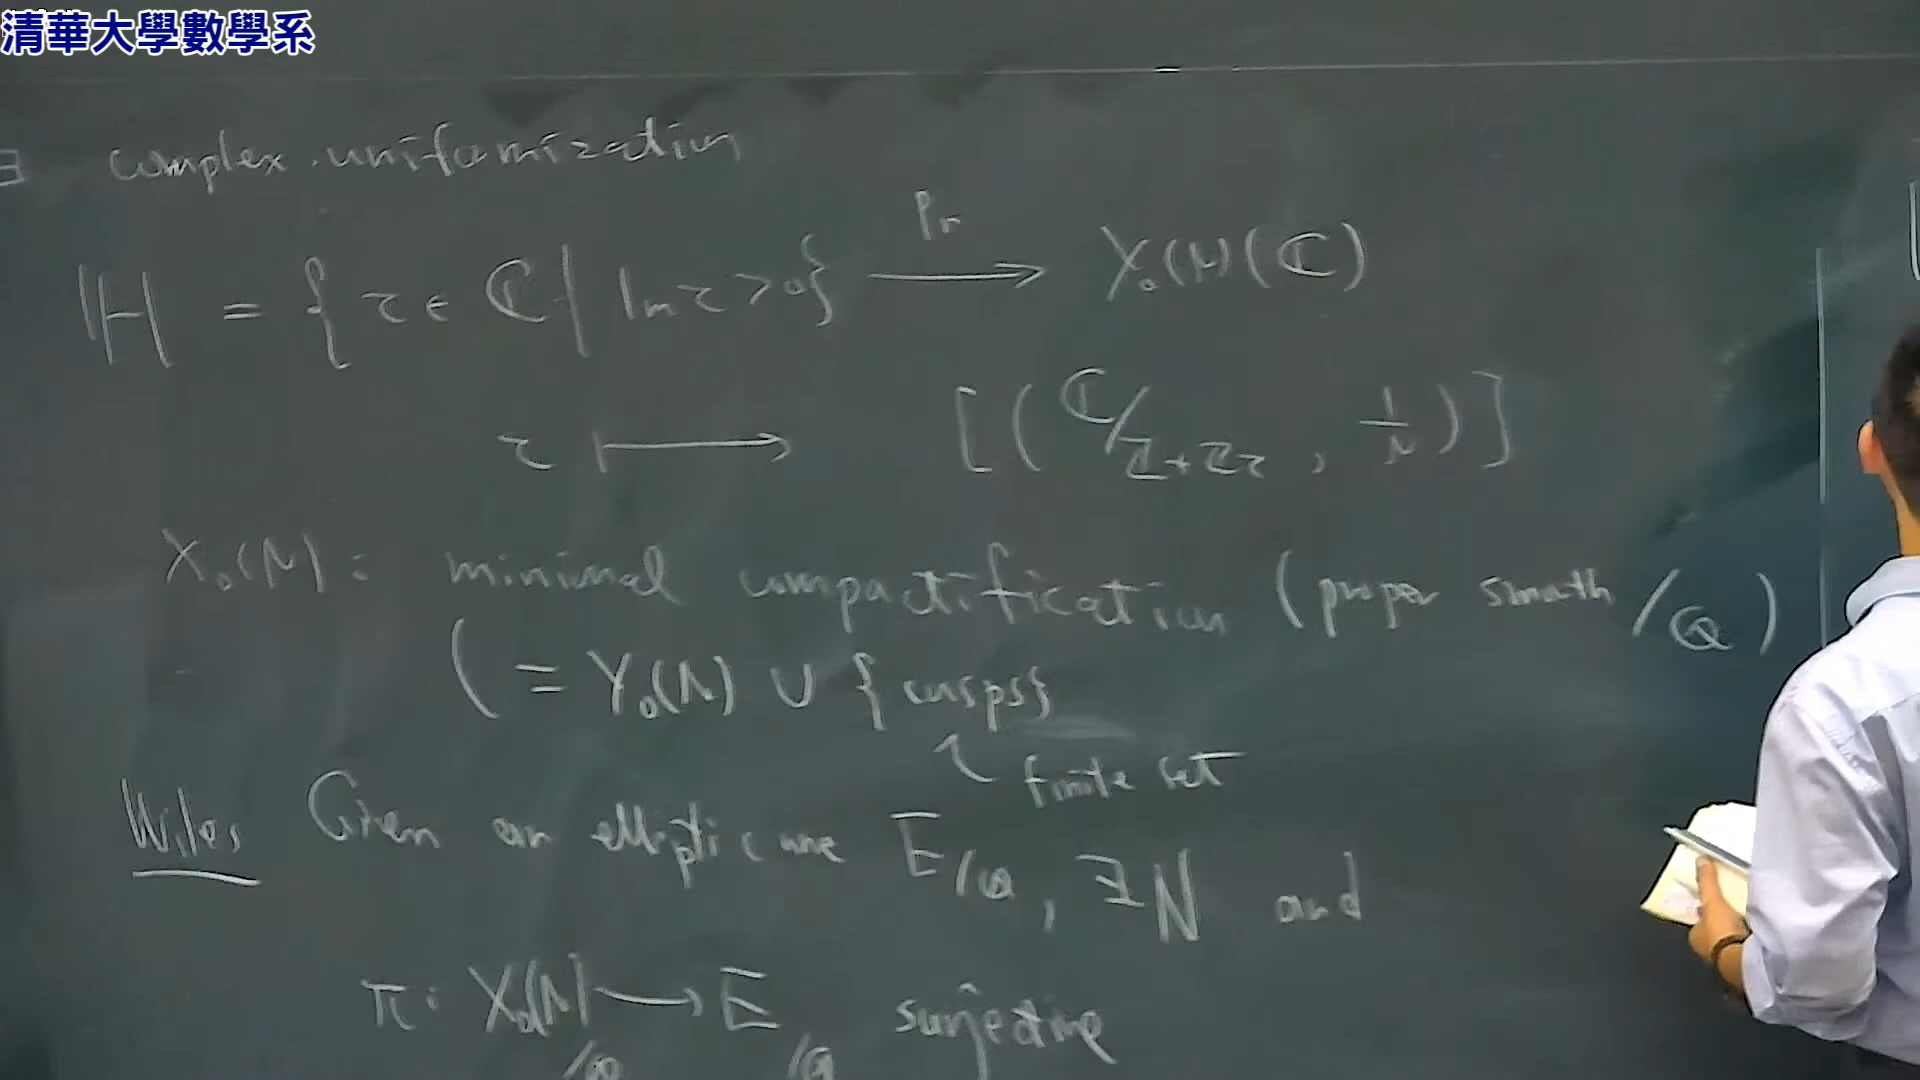 清華大學數學系
∃ complex uniformization
ℍ = { τ ∈ ℂ | Im τ > 0 } —Pr→ Y₀(N)(ℂ)
τ ⟼ [( ℂ/ℤ+ℤτ , 1/N )]
X₀(N) : minimal compactification (proper smooth /ℚ)
( = Y₀(N) ∪ { cusps }
finite set
Wiles Given an elliptic curve E/ℚ, ∃ N and
π: X₀(N)/ℚ → E/ℚ surjective